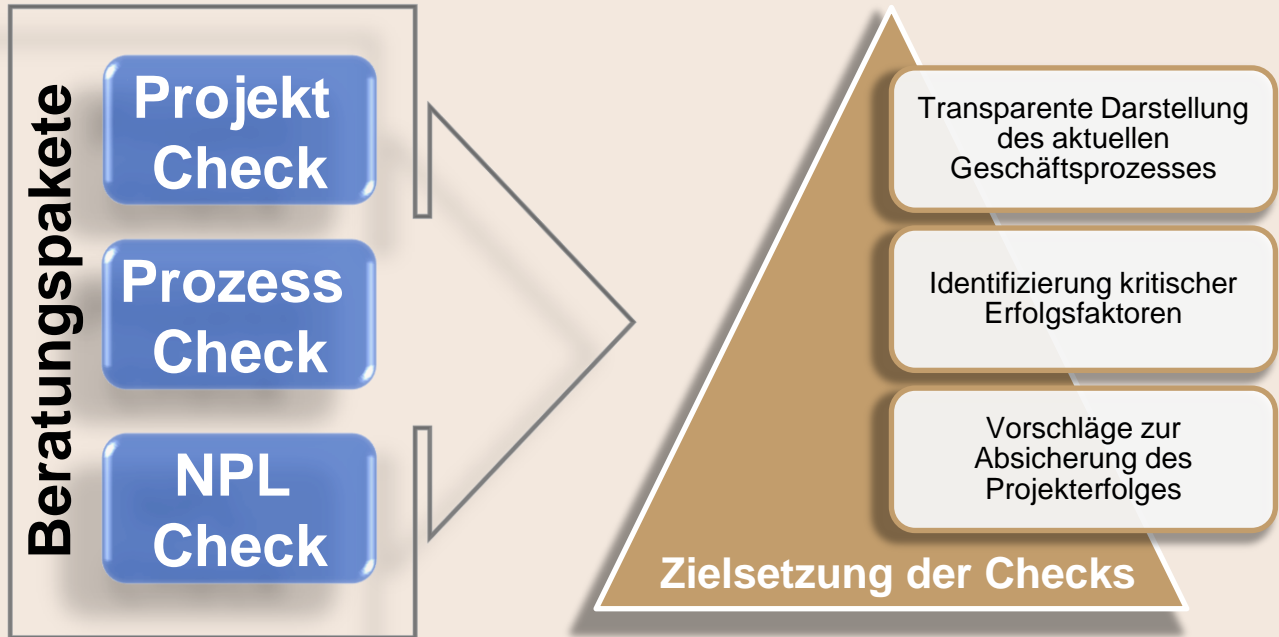 Beratungspakete
Projekt
Check
Prozess
Check
NPL
Check
Transparente Darstellung
des aktuellen
Geschäftsprozesses
Identifizierung kritischer
Erfolgsfaktoren
Vorschläge zur
Absicherung des
Projekterfolges
Zielsetzung der Checks